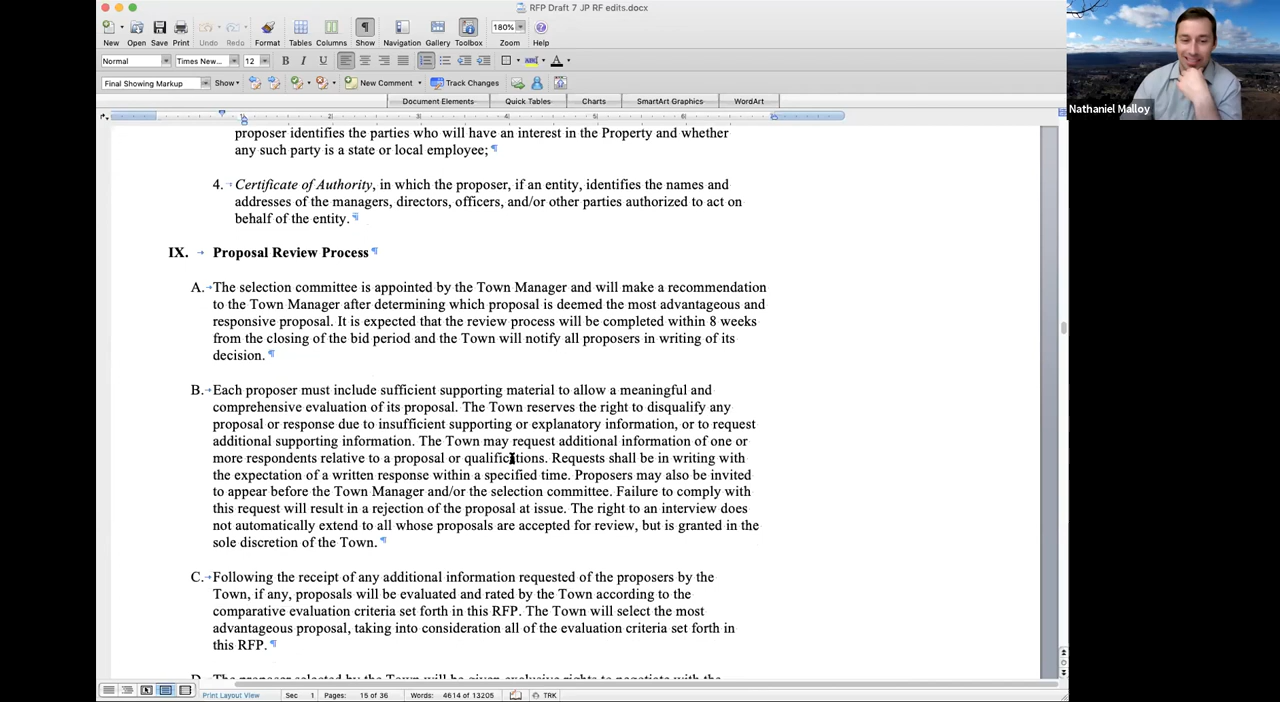 RFP Draft 7 JP RF edits.docx
New Open Save Print Undo Redo Format Tables Columns Show Navigation Gallery Toolbox 180% Zoom Help
Normal Times New... 12 B I U A
Final Showing Markup Show New Comment Track Changes
Document Elements Quick Tables Charts SmartArt Graphics WordArt
Nathaniel Malloy
proposer identifies the parties who will have an interest in the Property and whether
any such party is a state or local employee;
4. Certificate of Authority, in which the proposer, if an entity, identifies the names and
addresses of the managers, directors, officers, and/or other parties authorized to act on
behalf of the entity.
IX. Proposal Review Process
A. The selection committee is appointed by the Town Manager and will make a recommendation
to the Town Manager after determining which proposal is deemed the most advantageous and
responsive proposal. It is expected that the review process will be completed within 8 weeks
from the closing of the bid period and the Town will notify all proposers in writing of its
decision.
B. Each proposer must include sufficient supporting material to allow a meaningful and
comprehensive evaluation of its proposal. The Town reserves the right to disqualify any
proposal or response due to insufficient supporting or explanatory information, or to request
additional supporting information. The Town may request additional information of one or
more respondents relative to a proposal or qualifications. Requests shall be in writing with
the expectation of a written response within a specified time. Proposers may also be invited
to appear before the Town Manager and/or the selection committee. Failure to comply with
this request will result in a rejection of the proposal at issue. The right to an interview does
not automatically extend to all whose proposals are accepted for review, but is granted in the
sole discretion of the Town.
C. Following the receipt of any additional information requested of the proposers by the
Town, if any, proposals will be evaluated and rated by the Town according to the
comparative evaluation criteria set forth in this RFP. The Town will select the most
advantageous proposal, taking into consideration all of the evaluation criteria set forth in
this RFP.
D. The proposer selected by the Town will be given exclusive rights to negotiate with the
Print Layout View Sec 1 Pages: 15 of 36 Words: 4614 of 13205 TRK